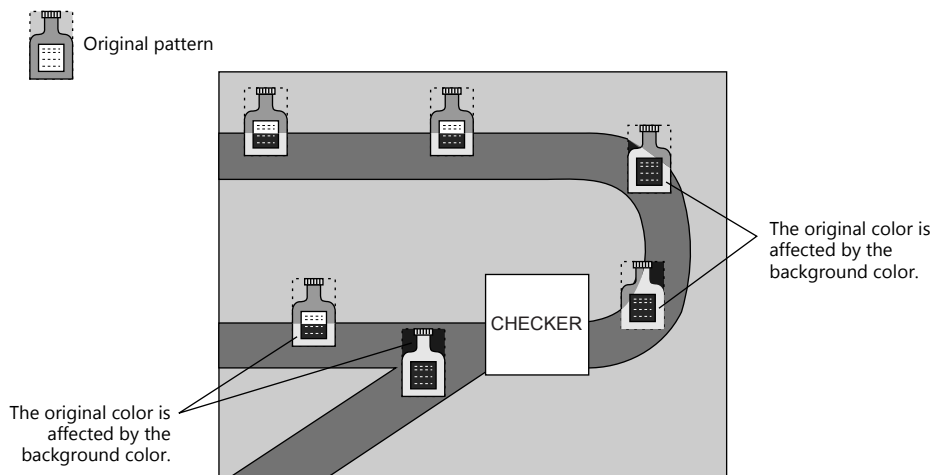 Original pattern
The original color is
affected by the
background color.
CHECKER
The original color is
affected by the
background color.